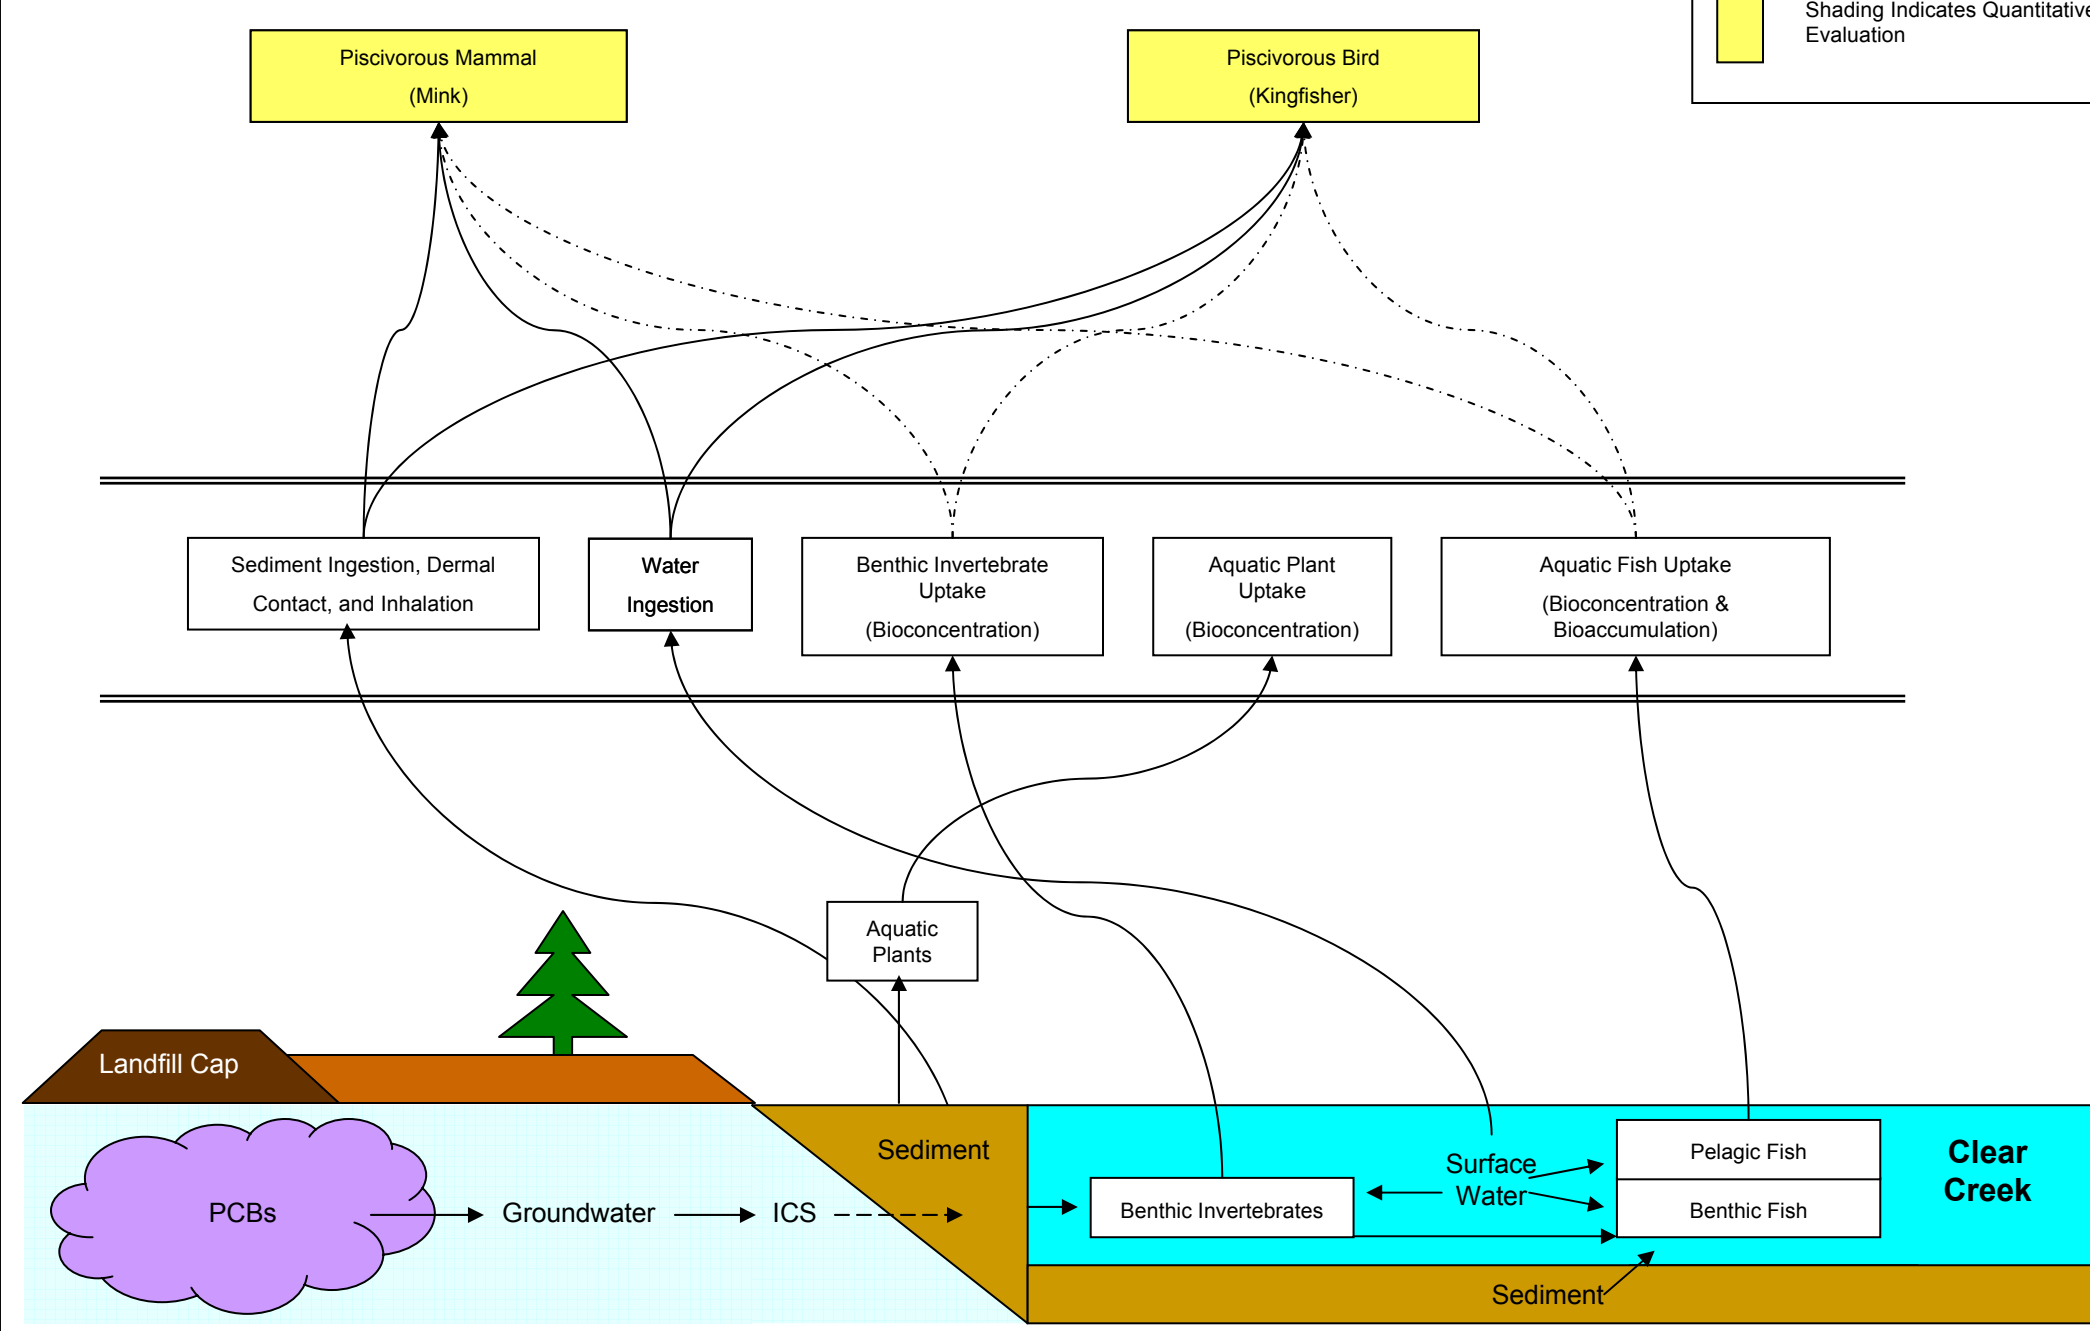 Shading Indicates Quantitative
Evaluation
Piscivorous Mammal
(Mink)
Piscivorous Bird
(Kingfisher)
Sediment Ingestion, Dermal
Contact, and Inhalation
Water
Ingestion
Benthic Invertebrate
Uptake
(Bioconcentration)
Aquatic Plant
Uptake
(Bioconcentration)
Aquatic Fish Uptake
(Bioconcentration &
Bioaccumulation)
Aquatic
Plants
Landfill Cap
PCBs
Groundwater
ICS
Sediment
Benthic Invertebrates
Surface
Water
Pelagic Fish
Benthic Fish
Clear
Creek
Sediment